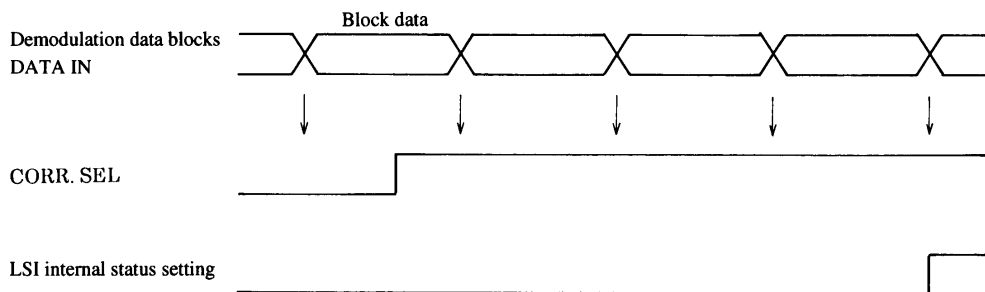 Block data
Demodulation data blocks
DATA IN
CORR. SEL
LSI internal status setting